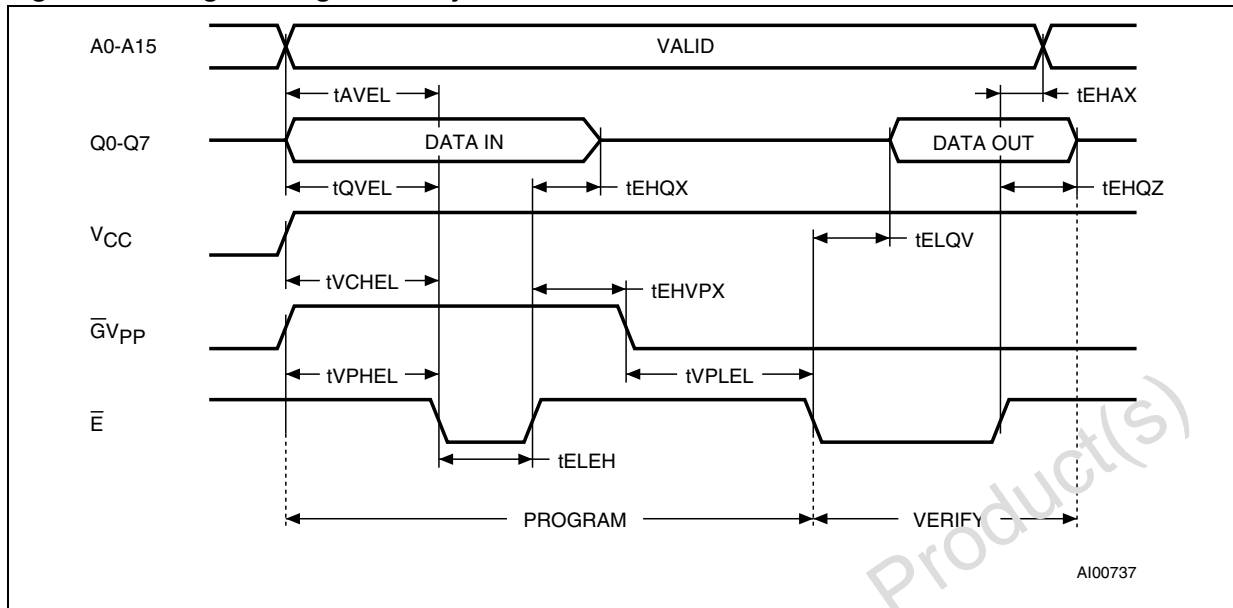 A0-A15
VALID
tAVEL
tEHAX
Q0-Q7
DATA IN
DATA OUT
tQVEL
tEHQX
tEHQZ
VCC
tELQV
tVCHEL
tEHVPX
G̅VPP
tVPHEL
tVPLEL
E̅
tELEH
PROGRAM
VERIFY
Product(s)
AI00737